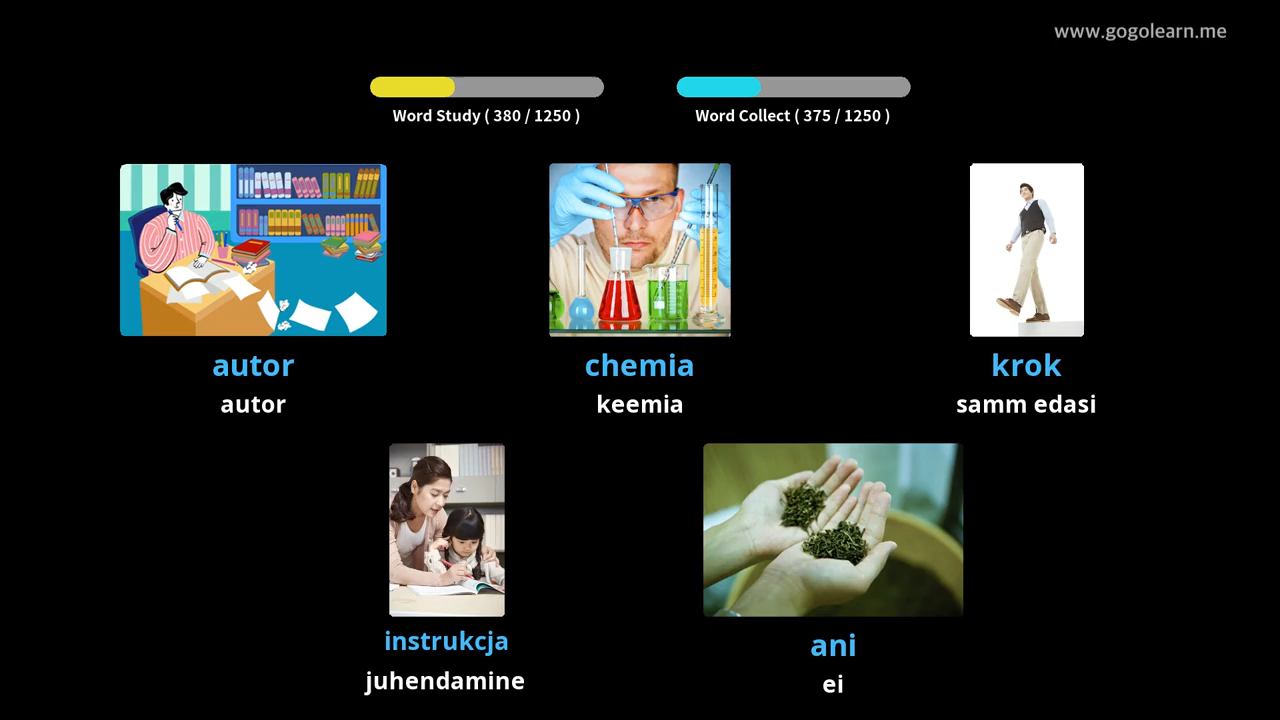 www.gogolearn.me
Word Study ( 380 / 1250 )
Word Collect ( 375 / 1250 )
autor
autor
chemia
keemia
krok
samm edasi
instrukcja
juhendamine
ani
ei